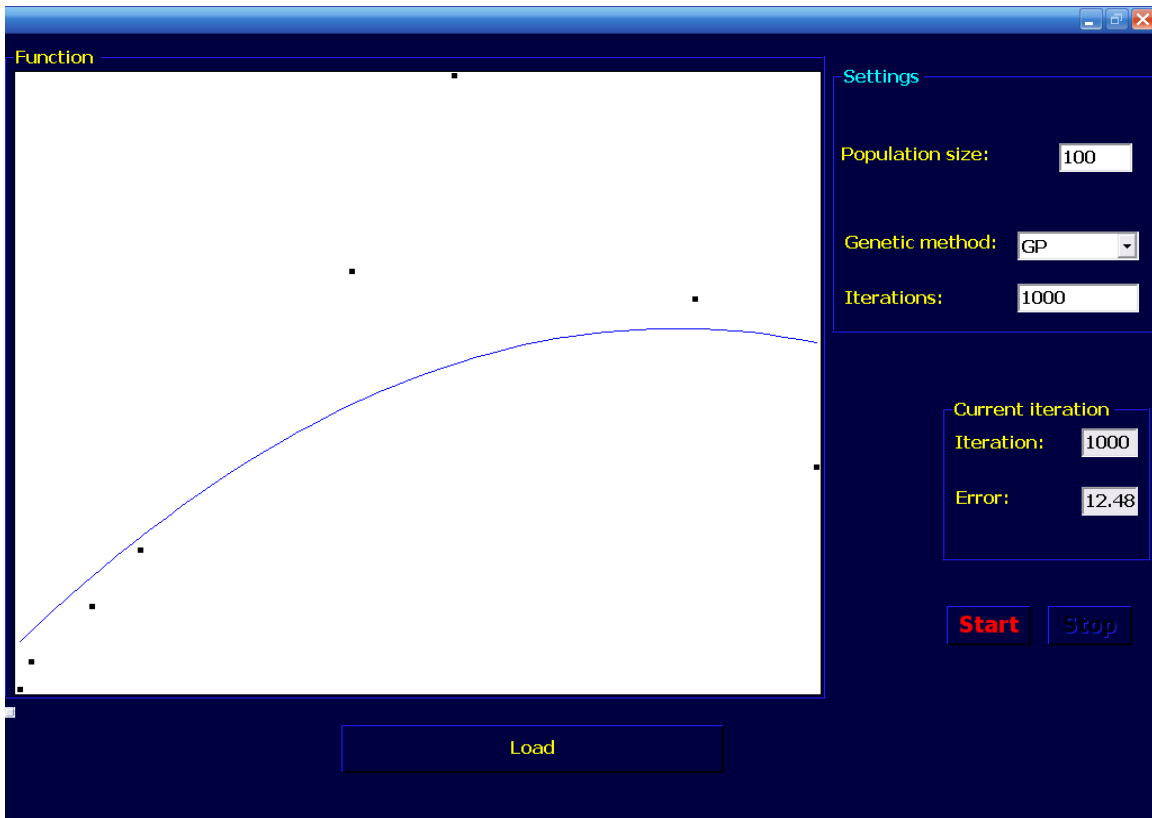 Function
Settings
Population size: 100
Genetic method: GP
Iterations: 1000
Current iteration
Iteration: 1000
Error: 12.48
Start Stop
Load